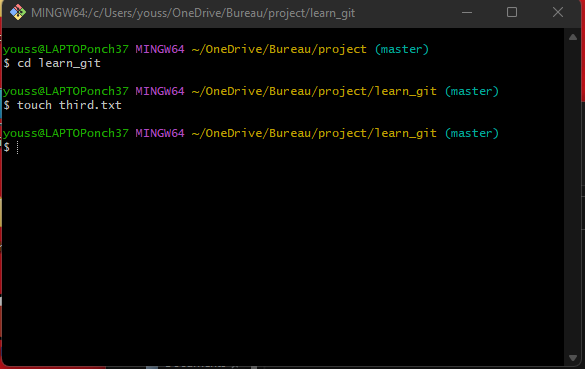 MINGW64:/c/Users/youss/OneDrive/Bureau/project/learn_git
youss@LAPTOPonch37 MINGW64 ~/OneDrive/Bureau/project (master)
$ cd learn_git
youss@LAPTOPonch37 MINGW64 ~/OneDrive/Bureau/project/learn_git (master)
$ touch third.txt
youss@LAPTOPonch37 MINGW64 ~/OneDrive/Bureau/project/learn_git (master)
$